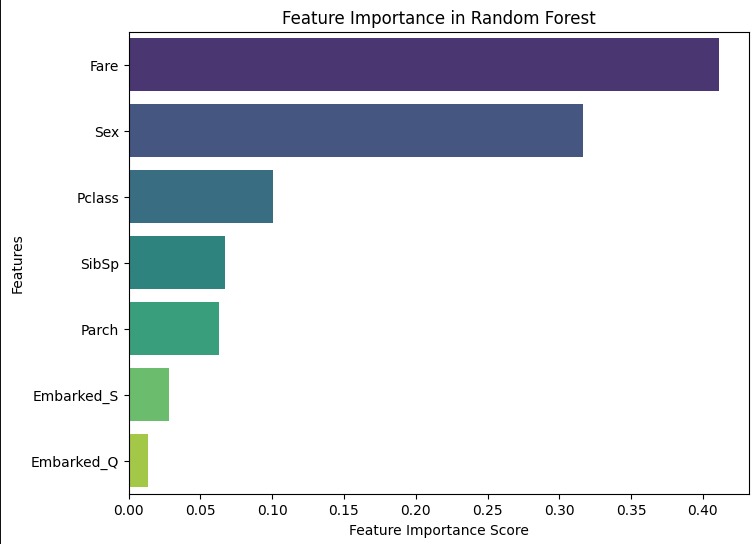 Feature Importance in Random Forest
Fare
Sex
Pclass
SibSp
Parch
Embarked_S
Embarked_Q
Features
0.00 0.05 0.10 0.15 0.20 0.25 0.30 0.35 0.40
Feature Importance Score